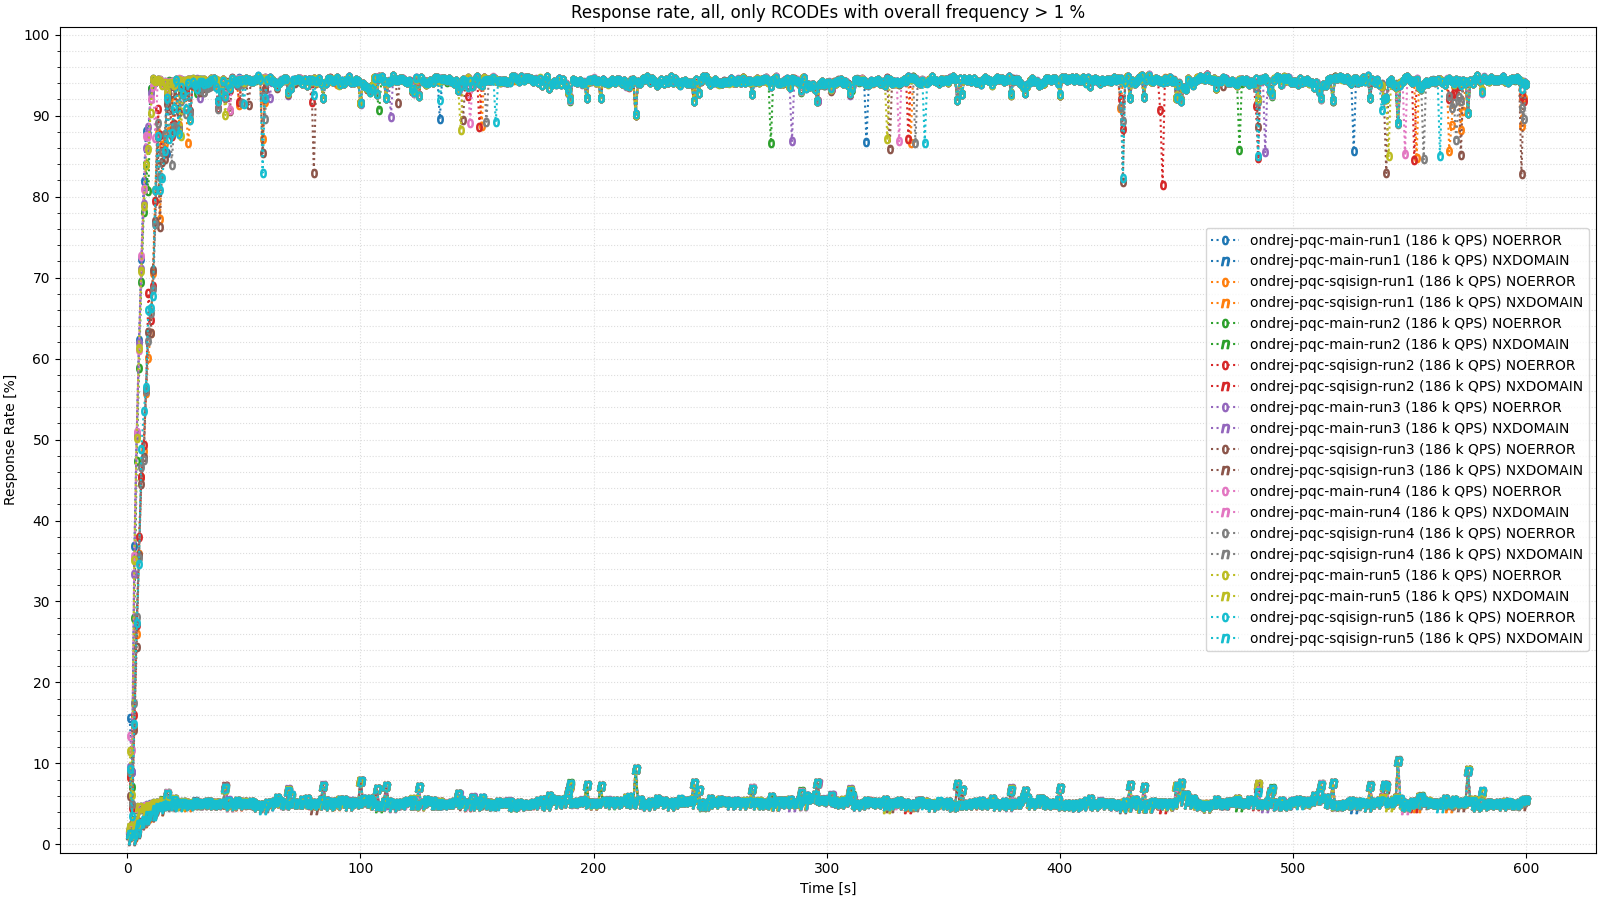 Response rate, all, only RCODEs with overall frequency > 1 %
100
90
80
70
60
50
40
30
20
10
0
Response Rate [%]
ondrej-pqc-main-run1 (186 k QPS) NOERROR
ondrej-pqc-main-run1 (186 k QPS) NXDOMAIN
ondrej-pqc-sqisign-run1 (186 k QPS) NOERROR
ondrej-pqc-sqisign-run1 (186 k QPS) NXDOMAIN
ondrej-pqc-main-run2 (186 k QPS) NOERROR
ondrej-pqc-main-run2 (186 k QPS) NXDOMAIN
ondrej-pqc-sqisign-run2 (186 k QPS) NOERROR
ondrej-pqc-sqisign-run2 (186 k QPS) NXDOMAIN
ondrej-pqc-main-run3 (186 k QPS) NOERROR
ondrej-pqc-main-run3 (186 k QPS) NXDOMAIN
ondrej-pqc-sqisign-run3 (186 k QPS) NOERROR
ondrej-pqc-sqisign-run3 (186 k QPS) NXDOMAIN
ondrej-pqc-main-run4 (186 k QPS) NOERROR
ondrej-pqc-main-run4 (186 k QPS) NXDOMAIN
ondrej-pqc-sqisign-run4 (186 k QPS) NOERROR
ondrej-pqc-sqisign-run4 (186 k QPS) NXDOMAIN
ondrej-pqc-main-run5 (186 k QPS) NOERROR
ondrej-pqc-main-run5 (186 k QPS) NXDOMAIN
ondrej-pqc-sqisign-run5 (186 k QPS) NOERROR
ondrej-pqc-sqisign-run5 (186 k QPS) NXDOMAIN
0 100 200 300 400 500 600
Time [s]